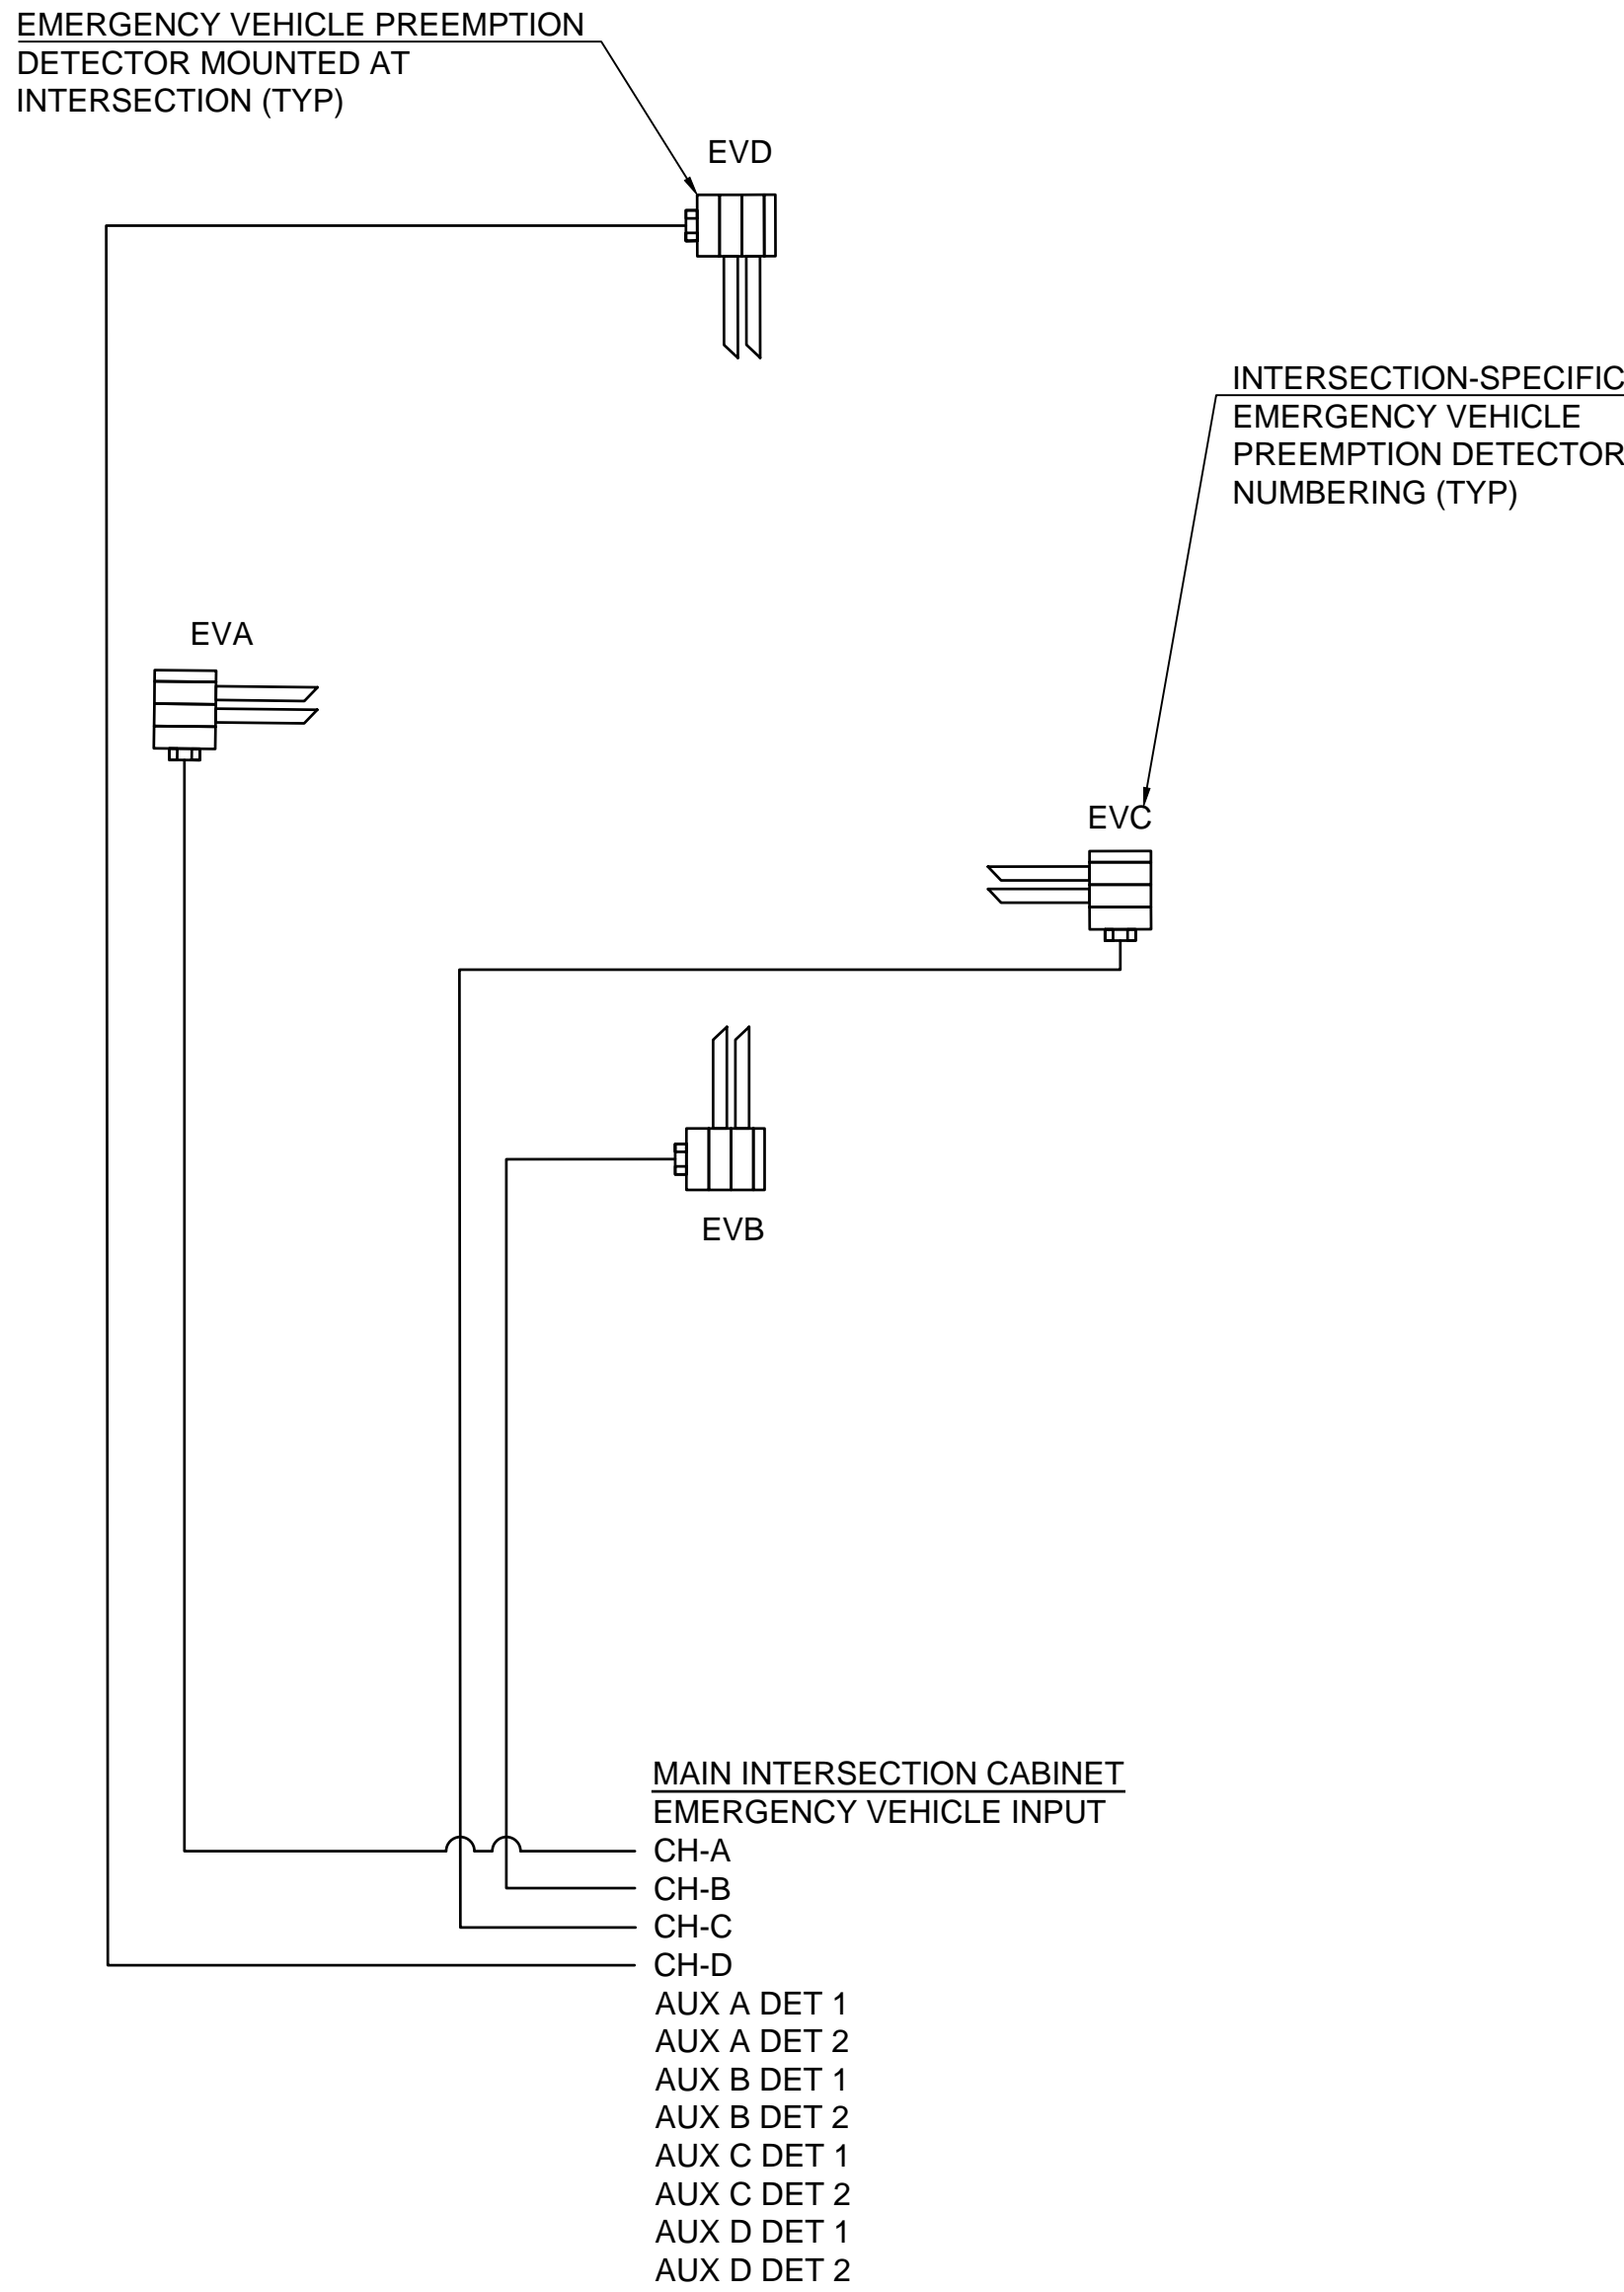 EMERGENCY VEHICLE PREEMPTION
DETECTOR MOUNTED AT
INTERSECTION (TYP)
EVD
INTERSECTION-SPECIFIC
EMERGENCY VEHICLE
PREEMPTION DETECTOR
NUMBERING (TYP)
EVA
EVC
EVB
MAIN INTERSECTION CABINET
EMERGENCY VEHICLE INPUT
CH-A
CH-B
CH-C
CH-D
AUX A DET 1
AUX A DET 2
AUX B DET 1
AUX B DET 2
AUX C DET 1
AUX C DET 2
AUX D DET 1
AUX D DET 2